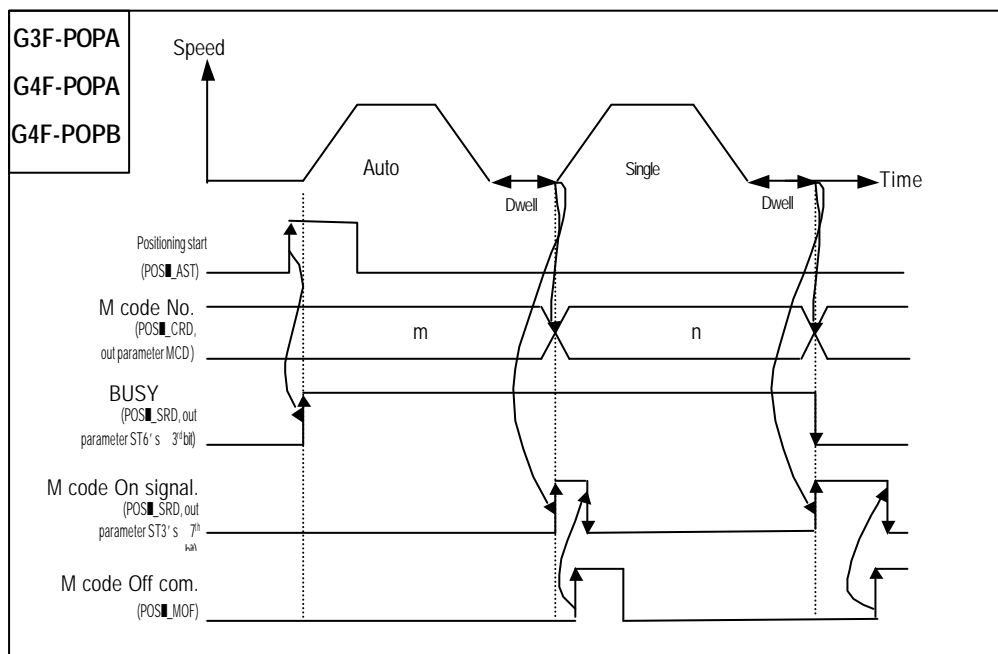 G3F-POPA
G4F-POPA
G4F-POPB
Speed
Auto
Single
Time
Dwell
Dwell
Positioning start
(POS■_AST)
M code No.
(POS■_CRD,
out parameter MCD)
m
n
BUSY
(POS■_SRD, out
parameter ST6's 3rd bit)
M code On signal.
(POS■_SRD, out
parameter ST3's 7th
M code Off com.
(POS■_MOF)